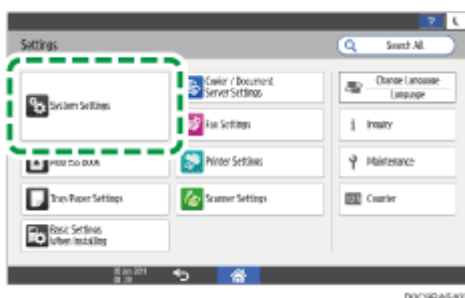 ?
Settings
Search All
System Settings
Copier / Document
Server Settings
Change Language
Language
Fax Settings
i Inquiry
Address Book
Printer Settings
Maintenance
Tray/Paper Settings
Scanner Settings
Counter
Basic Settings
When Installing